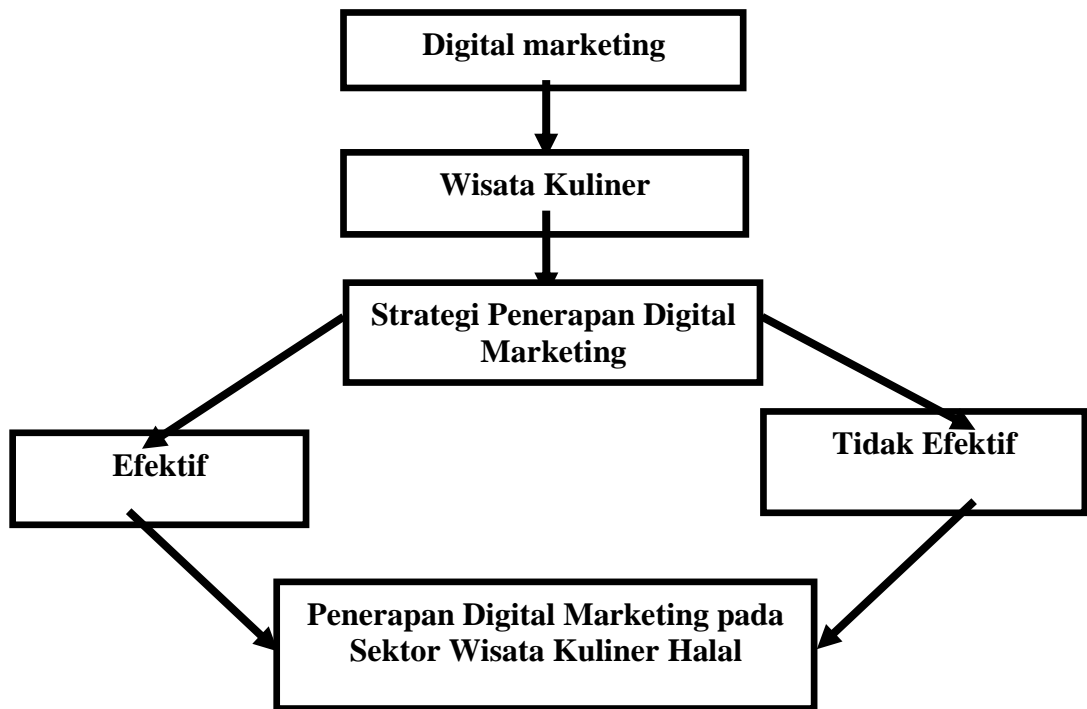 Digital marketing
Wisata Kuliner
Strategi Penerapan Digital
Marketing
Efektif
Tidak Efektif
Penerapan Digital Marketing pada
Sektor Wisata Kuliner Halal